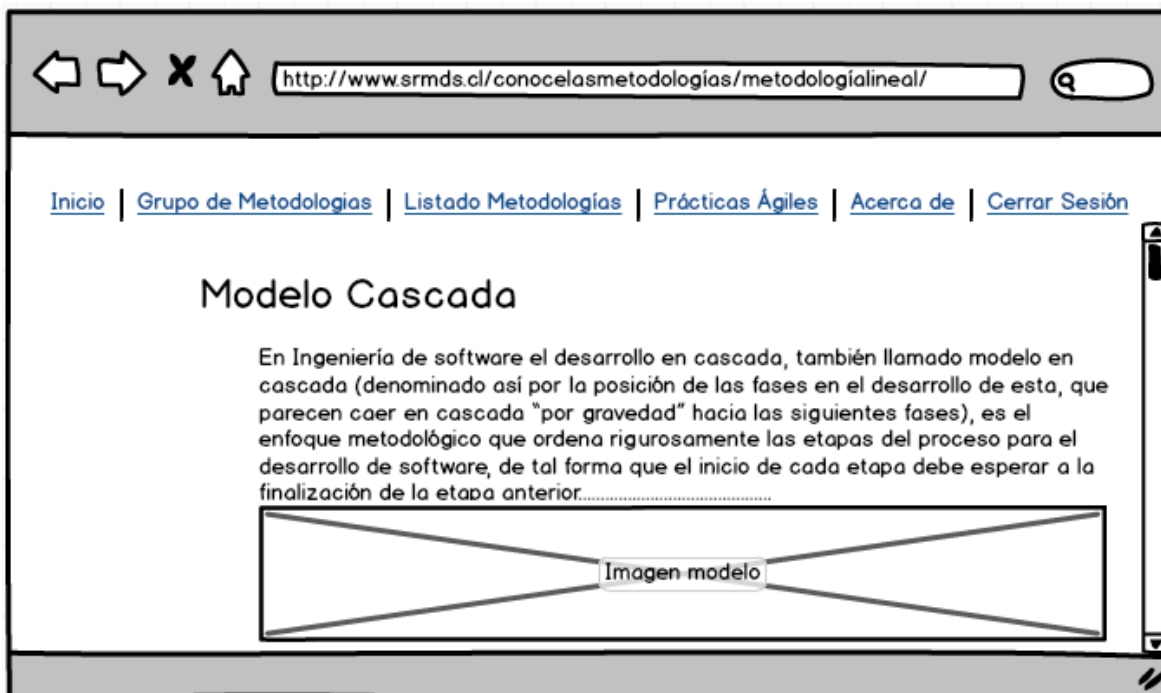 http://www.srmds.cl/conocelasmetodologías/metodologíalineal/
Inicio | Grupo de Metodologias | Listado Metodologías | Prácticas Ágiles | Acerca de | Cerrar Sesión
Modelo Cascada
En Ingeniería de software el desarrollo en cascada, también llamado modelo en
cascada (denominado así por la posición de las fases en el desarrollo de esta, que
parecen caer en cascada "por gravedad" hacia las siguientes fases), es el
enfoque metodológico que ordena rigurosamente las etapas del proceso para el
desarrollo de software, de tal forma que el inicio de cada etapa debe esperar a la
finalización de la etapa anterior................................................
Imagen modelo